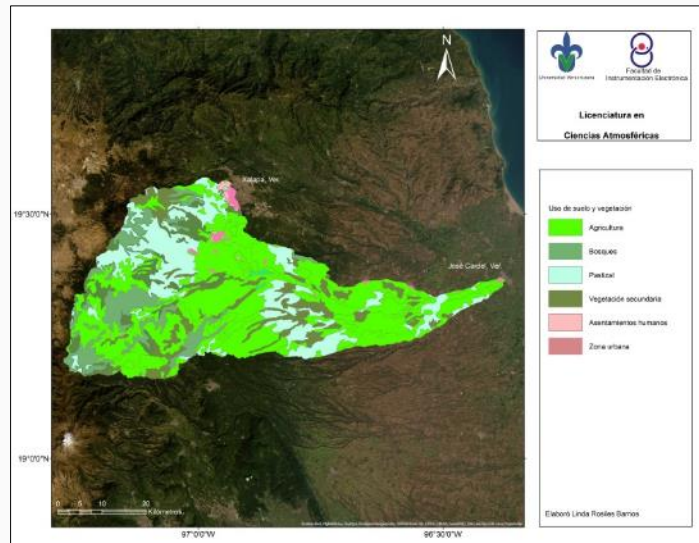 N
Xalapa, Ver.
19°30'0"N
José Cardel, Ver.
19°0'0"N
0 5 10 20
Kilometers
97°0'0"W
96°30'0"W
Universidad Veracruzana
Facultad de
Instrumentación Electrónica
Licenciatura en
Ciencias Atmosféricas
Uso de suelo y vegetación
Agricultura
Bosques
Pastizal
Vegetación secundaria
Asentamientos humanos
Zona urbana
Elaboró Linda Rosiles Barrios